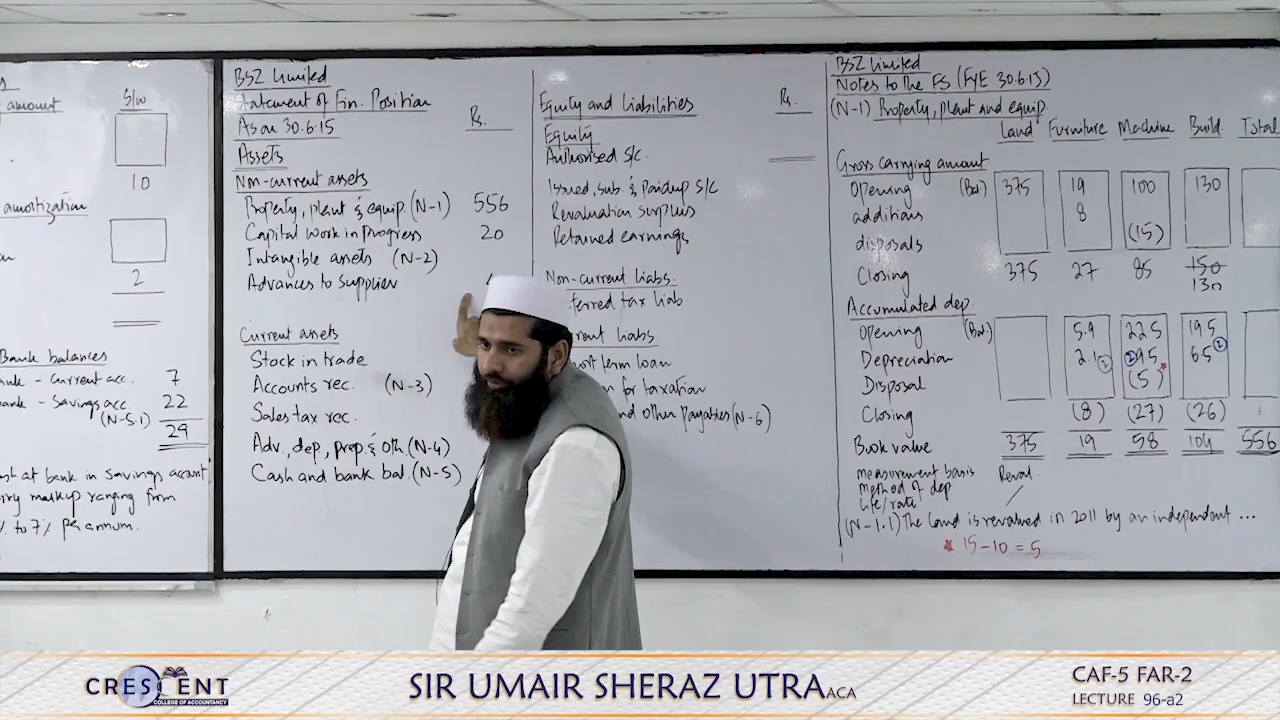 amount
S/W
10
amortization
2
Bank balances
Bank - Current acc. 7
Bank - Savings acc. 22
(N-5.1) 29
cash at bank in savings account
markup ranging from
% to 7% per annum.
BSZ Limited
Statement of Fin. Position
As on 30.6.15
Rs.
Assets
Non-current assets
Property, plant & equip (N-1) 556
Capital work in progress 20
Intangible assets (N-2)
Advances to supplier
Current assets
Stock in trade
Accounts rec. (N-3)
Sales tax rec.
Adv, dep, prep & oth. (N-4)
Cash and bank bal. (N-5)
Equity and liabilities Rs.
Equity
Authorised S/C.
Issued, sub. & paidup S/C
Revaluation surplus
Retained earnings
Non-current liabs.
ferred tax liab.
rent liabs
ort term loan
n for taxation
and other payables (N-6)
BSZ Limited
Notes to the FS (FYE 30.6.15)
(N-1) Property, plant and equip.
Land Furniture Machine Build. Total
Gross carrying amount
Opening (Bal.) 375 19 100 130
additions 8
disposals (15)
Closing 375 27 85 150
130
Accumulated dep.
Opening (Bal.) 5.9 22.5 19.5
Depreciation 2.1 9.5 6.5
Disposal (5)
Closing (8) (27) (26)
Book value 375 19 58 104 556
measurement basis Reval.
method of dep
life/rate
(N-1.1) The land is revalued in 2011 by an independent ...
* 15-10 = 5
CRESCENT
COLLEGE OF ACCOUNTANCY
SIR UMAIR SHERAZ UTRA ACA
CAF-5 FAR-2
LECTURE 96-a2